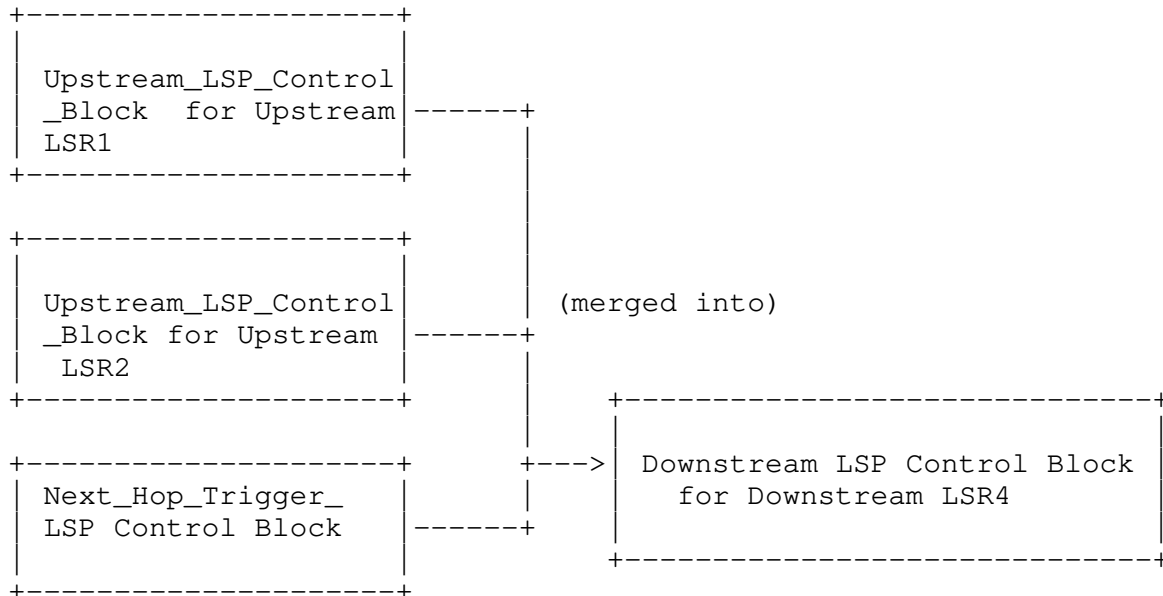 Upstream_LSP_Control
_Block for Upstream
LSR1
Upstream_LSP_Control
_Block for Upstream
LSR2
(merged into)
Next_Hop_Trigger_
LSP Control Block
Downstream LSP Control Block
for Downstream LSR4